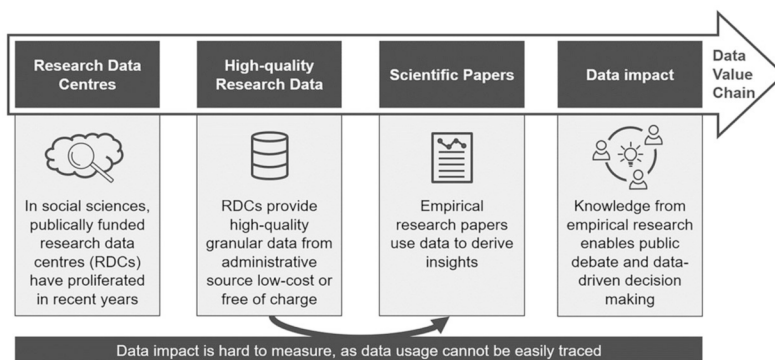 Research Data
Centres
High-quality
Research Data
Scientific Papers
Data impact
Data
Value
Chain
In social sciences,
publically funded
research data
centres (RDCs)
have proliferated
in recent years
RDCs provide
high-quality
granular data from
administrative
source low-cost or
free of charge
Empirical
research papers
use data to derive
insights
Knowledge from
empirical research
enables public
debate and data-
driven decision
making
Data impact is hard to measure, as data usage cannot be easily traced